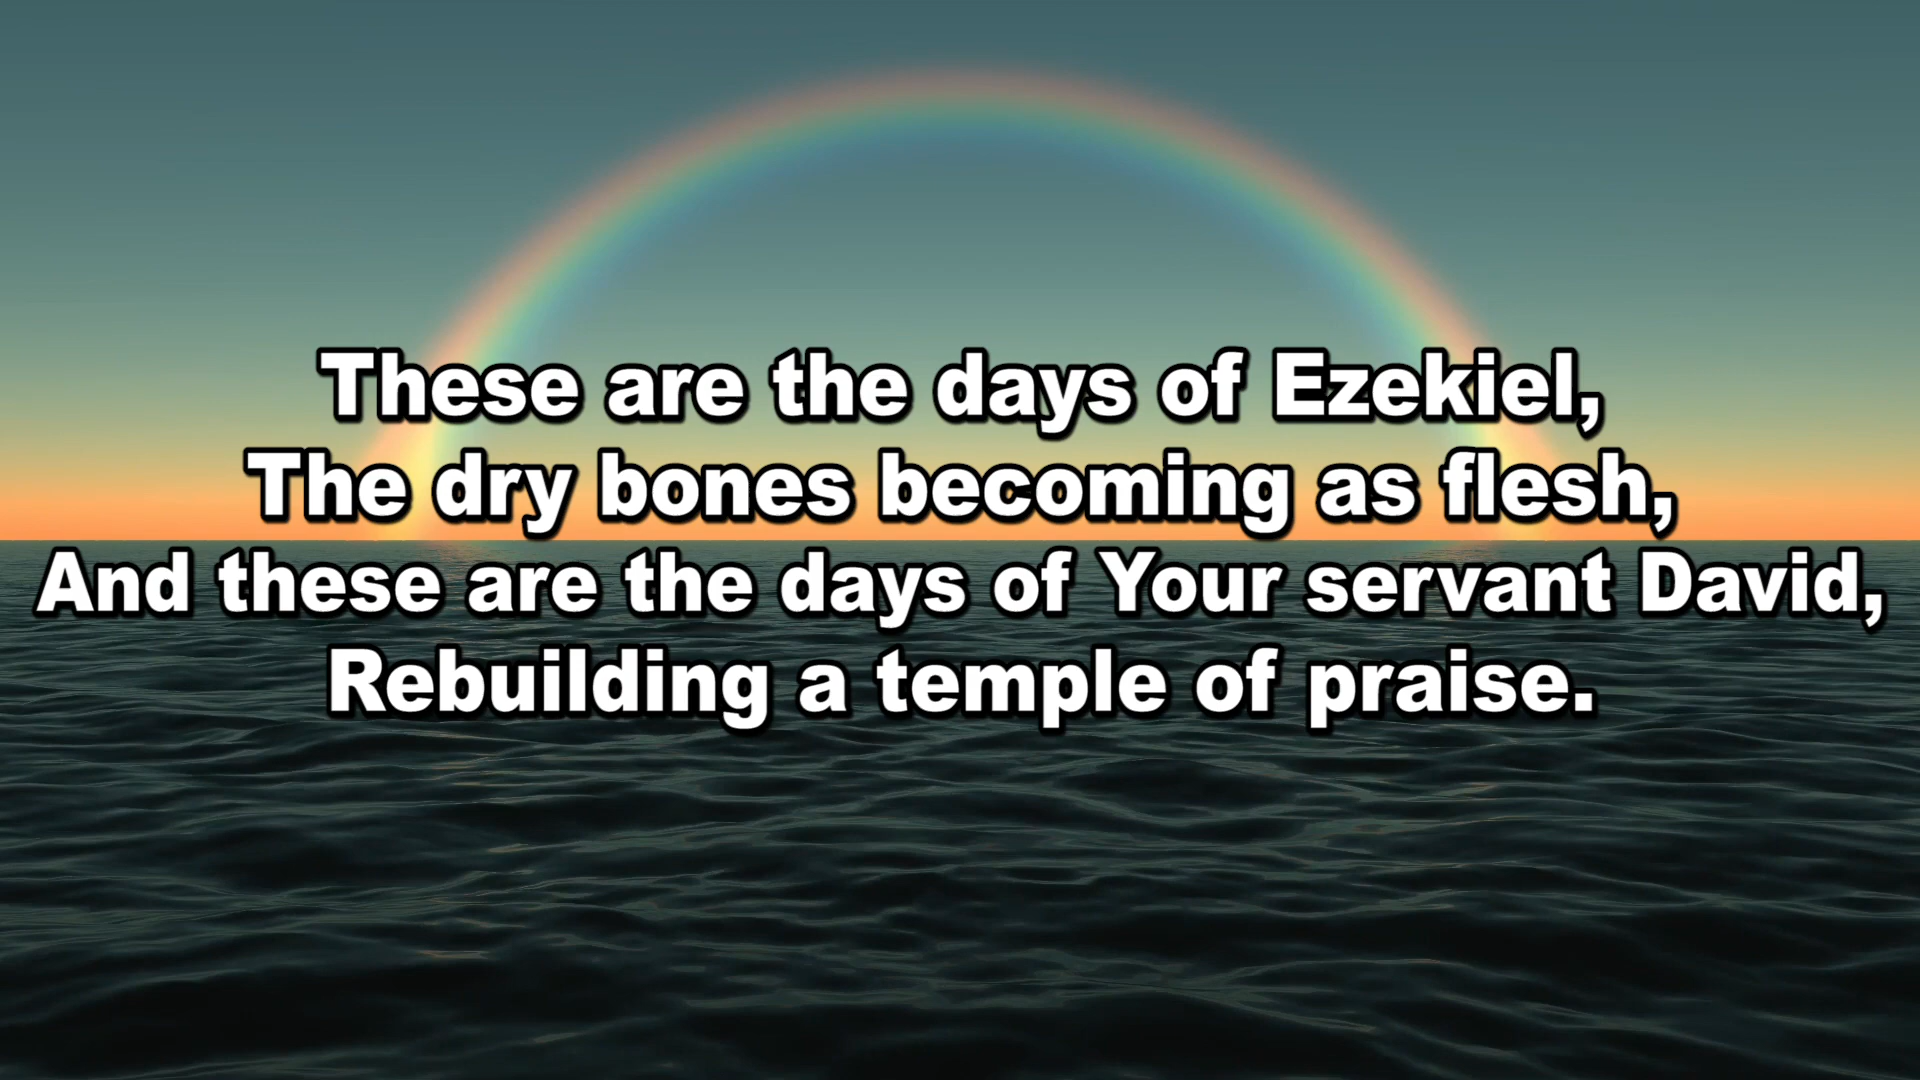 These are the days of Ezekiel,
The dry bones becoming as flesh,
And these are the days of Your servant David,
Rebuilding a temple of praise.